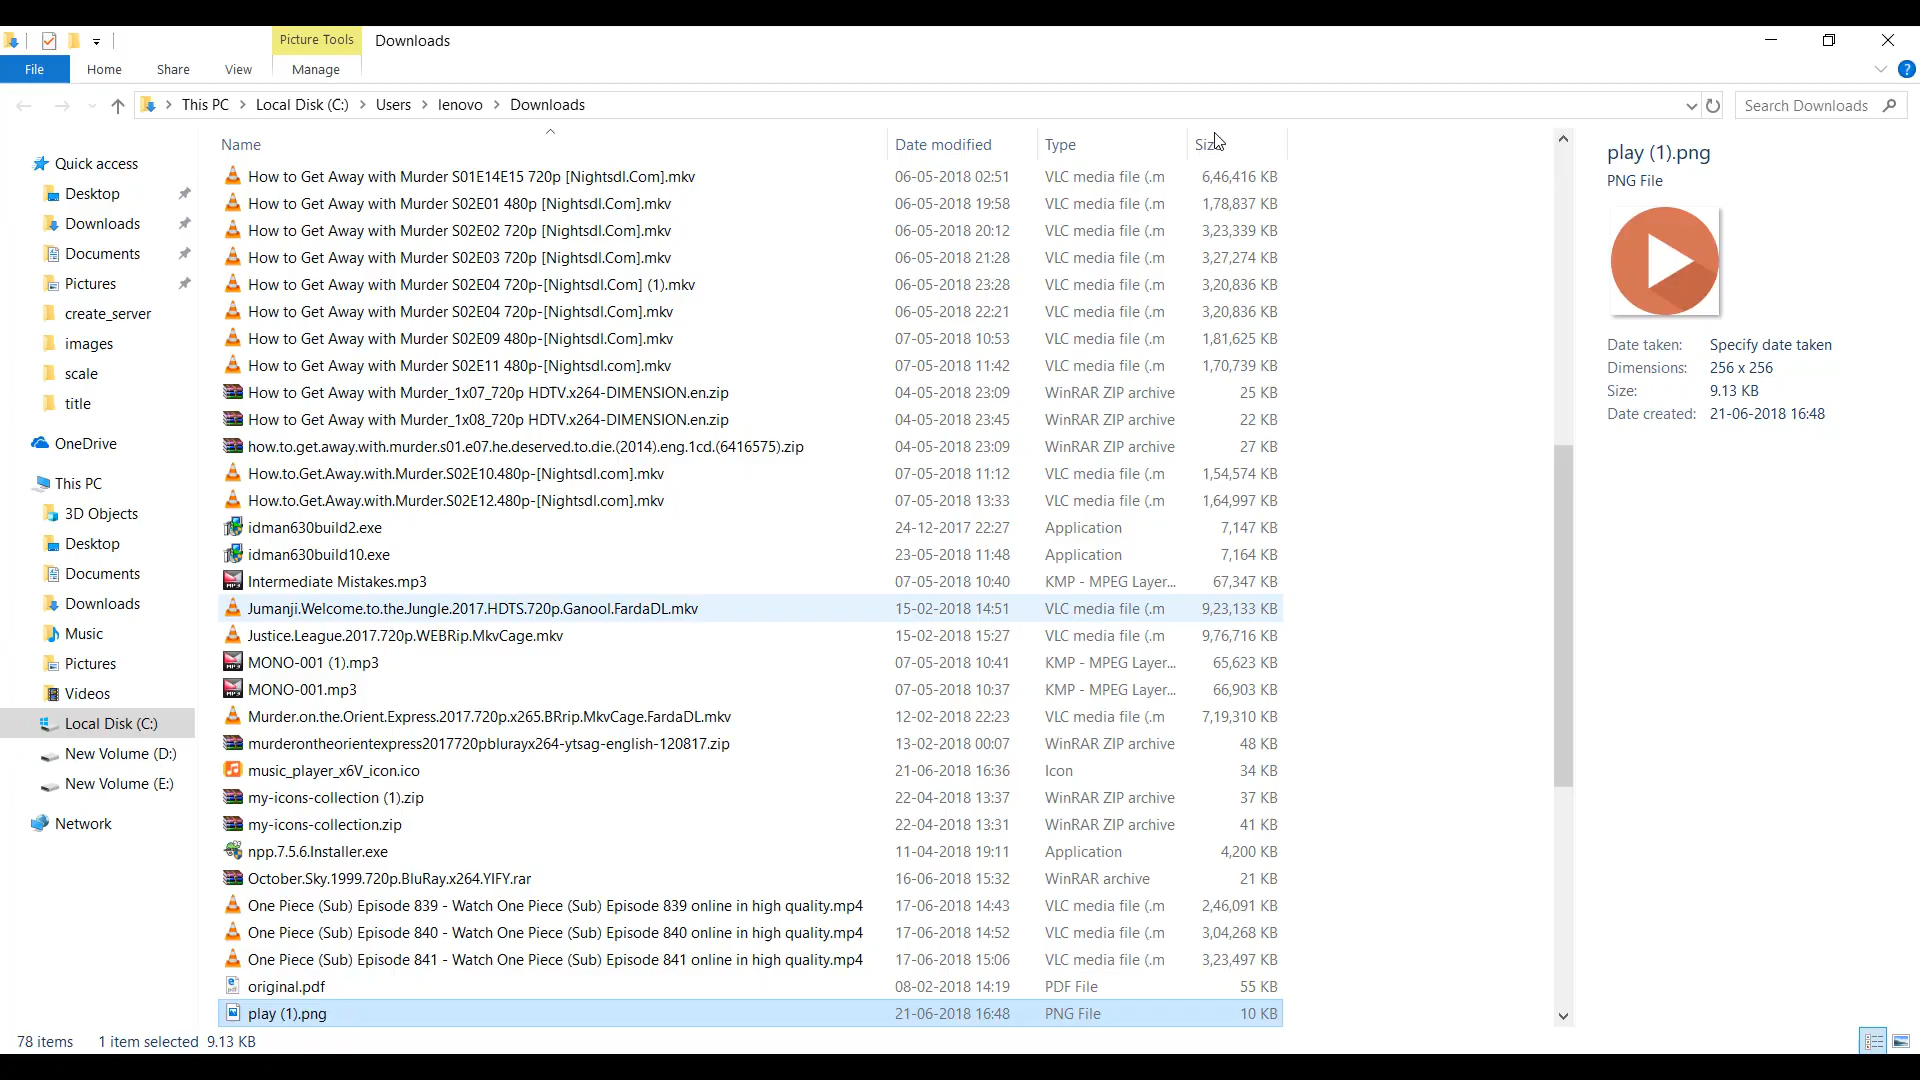 Picture Tools Downloads
File Home Share View Manage
This PC Local Disk (C:) Users lenovo Downloads Search Downloads
Name Date modified Type Size
How to Get Away with Murder S01E14E15 720p [Nightsdl.Com].mkv 06-05-2018 02:51 VLC media file (.m 6,46,416 KB
How to Get Away with Murder S02E01 480p [Nightsdl.Com].mkv 06-05-2018 19:58 VLC media file (.m 1,78,837 KB
How to Get Away with Murder S02E02 720p [Nightsdl.Com].mkv 06-05-2018 20:12 VLC media file (.m 3,23,339 KB
How to Get Away with Murder S02E03 720p [Nightsdl.Com].mkv 06-05-2018 21:28 VLC media file (.m 3,27,274 KB
How to Get Away with Murder S02E04 720p-[Nightsdl.Com] (1).mkv 06-05-2018 23:28 VLC media file (.m 3,20,836 KB
How to Get Away with Murder S02E04 720p-[Nightsdl.Com].mkv 06-05-2018 22:21 VLC media file (.m 3,20,836 KB
How to Get Away with Murder S02E09 480p-[Nightsdl.Com].mkv 07-05-2018 10:53 VLC media file (.m 1,81,625 KB
How to Get Away with Murder S02E11 480p-[Nightsdl.com].mkv 07-05-2018 11:42 VLC media file (.m 1,70,739 KB
How to Get Away with Murder_1x07_720p HDTV.x264-DIMENSION.en.zip 04-05-2018 23:09 WinRAR ZIP archive 25 KB
How to Get Away with Murder_1x08_720p HDTV.x264-DIMENSION.en.zip 04-05-2018 23:45 WinRAR ZIP archive 22 KB
how.to.get.away.with.murder.s01.e07.he.deserved.to.die.(2014).eng.1cd.(6416575).zip 04-05-2018 23:09 WinRAR ZIP archive 27 KB
How.to.Get.Away.with.Murder.S02E10.480p-[Nightsdl.com].mkv 07-05-2018 11:12 VLC media file (.m 1,54,574 KB
How.to.Get.Away.with.Murder.S02E12.480p-[Nightsdl.com].mkv 07-05-2018 13:33 VLC media file (.m 1,64,997 KB
idman630build2.exe 24-12-2017 22:27 Application 7,147 KB
idman630build10.exe 23-05-2018 11:48 Application 7,164 KB
Intermediate Mistakes.mp3 07-05-2018 10:40 KMP - MPEG Layer... 67,347 KB
Jumanji.Welcome.to.the.Jungle.2017.HDTS.720p.Ganool.FardaDL.mkv 15-02-2018 14:51 VLC media file (.m 9,23,133 KB
Justice.League.2017.720p.WEBRip.MkvCage.mkv 15-02-2018 15:27 VLC media file (.m 9,76,716 KB
MONO-001 (1).mp3 07-05-2018 10:41 KMP - MPEG Layer... 65,623 KB
MONO-001.mp3 07-05-2018 10:37 KMP - MPEG Layer... 66,903 KB
Murder.on.the.Orient.Express.2017.720p.x265.BRrip.MkvCage.FardaDL.mkv 12-02-2018 22:23 VLC media file (.m 7,19,310 KB
murderontheorientexpress2017720pblurayx264-ytsag-english-120817.zip 13-02-2018 00:07 WinRAR ZIP archive 48 KB
music_player_x6V_icon.ico 21-06-2018 16:36 Icon 34 KB
my-icons-collection (1).zip 22-04-2018 13:37 WinRAR ZIP archive 37 KB
my-icons-collection.zip 22-04-2018 13:31 WinRAR ZIP archive 41 KB
npp.7.5.6.Installer.exe 11-04-2018 19:11 Application 4,200 KB
October.Sky.1999.720p.BluRay.x264.YIFY.rar 16-06-2018 15:32 WinRAR archive 21 KB
One Piece (Sub) Episode 839 - Watch One Piece (Sub) Episode 839 online in high quality.mp4 17-06-2018 14:43 VLC media file (.m 2,46,091 KB
One Piece (Sub) Episode 840 - Watch One Piece (Sub) Episode 840 online in high quality.mp4 17-06-2018 14:52 VLC media file (.m 3,04,268 KB
One Piece (Sub) Episode 841 - Watch One Piece (Sub) Episode 841 online in high quality.mp4 17-06-2018 15:06 VLC media file (.m 3,23,497 KB
original.pdf 08-02-2018 14:19 PDF File 55 KB
play (1).png 21-06-2018 16:48 PNG File 10 KB
Quick access
Desktop
Downloads
Documents
Pictures
create_server
images
scale
title
OneDrive
This PC
3D Objects
Desktop
Documents
Downloads
Music
Pictures
Videos
Local Disk (C:)
New Volume (D:)
New Volume (E:)
Network
play (1).png
PNG File
Date taken: Specify date taken
Dimensions: 256 x 256
Size: 9.13 KB
Date created: 21-06-2018 16:48
78 items 1 item selected 9.13 KB